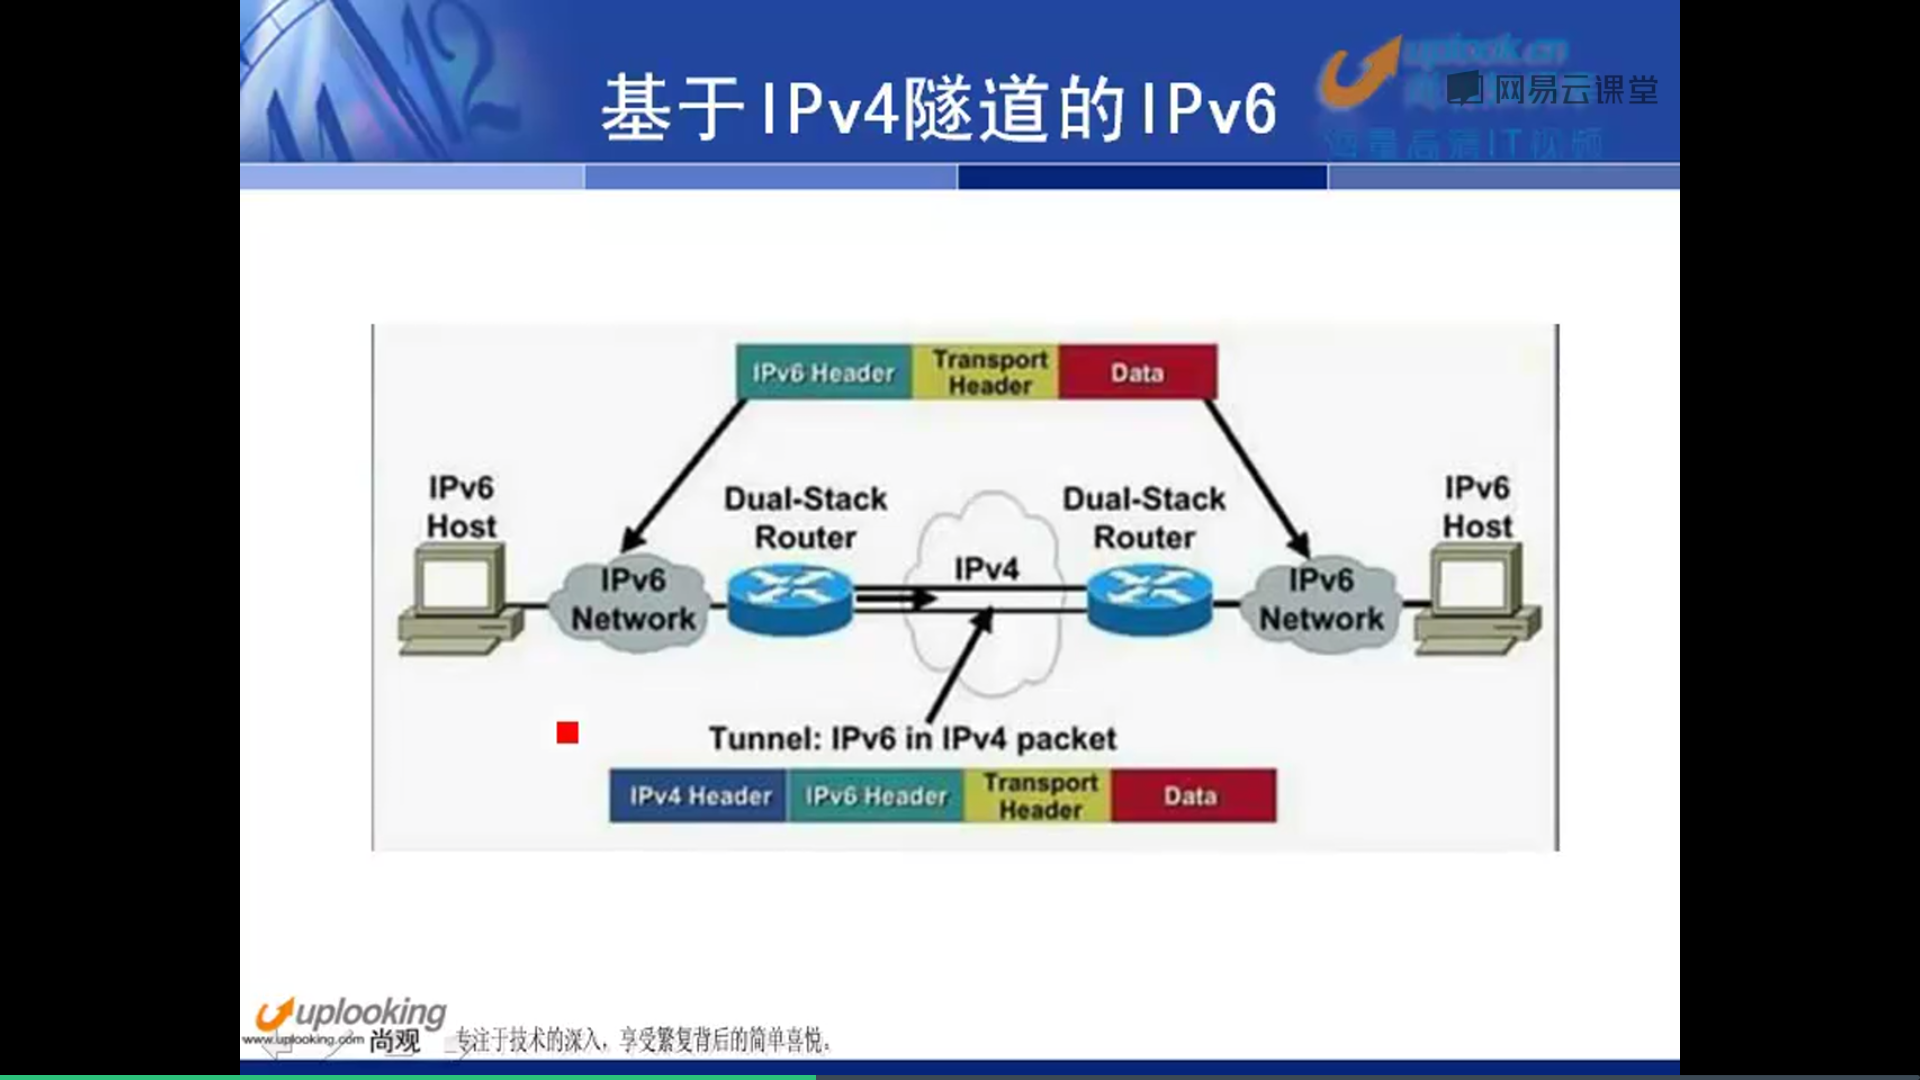 基于IPv4隧道的IPv6
uplook.cn
网易云课堂
海量高清IT视频
IPv6 Header
Transport
Header
Data
IPv6
Host
Dual-Stack
Router
Dual-Stack
Router
IPv6
Host
IPv6
Network
IPv4
IPv6
Network
Tunnel: IPv6 in IPv4 packet
IPv4 Header
IPv6 Header
Transport
Header
Data
uplooking
www.uplooking.com 尚观
专注于技术的深入，享受繁复背后的简单喜悦。